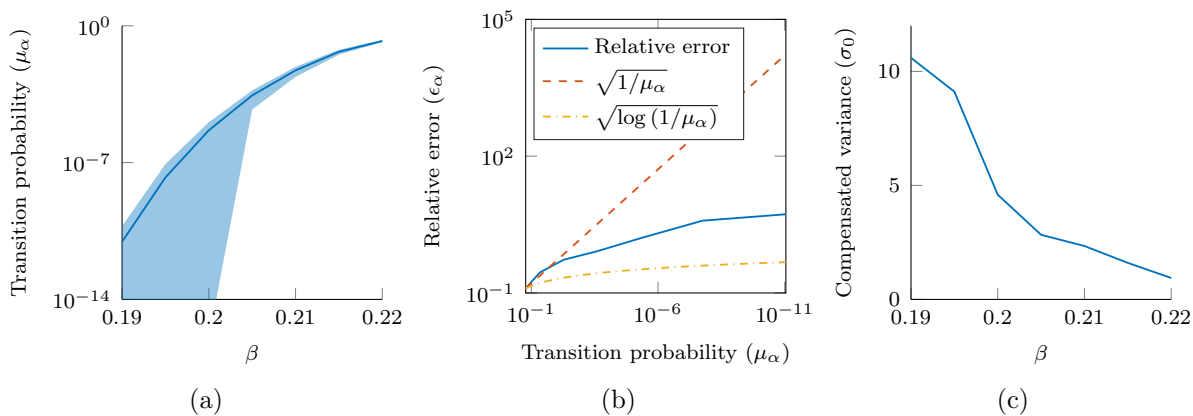 10^0
10^−7
10^−14
Transition probability (μ_α)
0.19 0.2 0.21 0.22
β
(a)
10^5
10^2
10^−1
Relative error (ϵ_α)
Relative error
√1/μ_α
√log (1/μ_α)
10^−1 10^−6 10^−11
Transition probability (μ_α)
(b)
10
5
0
Compensated variance (σ_0)
0.19 0.2 0.21 0.22
β
(c)